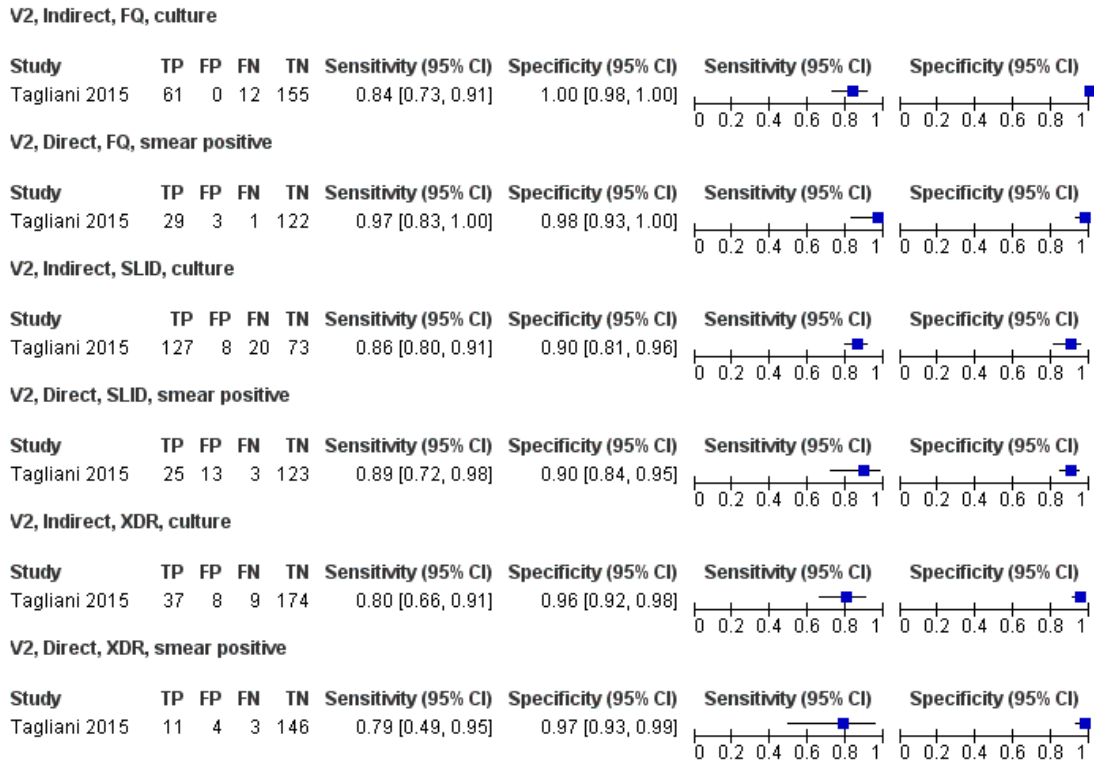 V2, Indirect, FQ, culture
Study TP FP FN TN Sensitivity (95% CI) Specificity (95% CI) Sensitivity (95% CI) Specificity (95% CI)
Tagliani 2015 61 0 12 155 0.84 [0.73, 0.91] 1.00 [0.98, 1.00]
0 0.2 0.4 0.6 0.8 1 0 0.2 0.4 0.6 0.8 1
V2, Direct, FQ, smear positive
Study TP FP FN TN Sensitivity (95% CI) Specificity (95% CI) Sensitivity (95% CI) Specificity (95% CI)
Tagliani 2015 29 3 1 122 0.97 [0.83, 1.00] 0.98 [0.93, 1.00]
0 0.2 0.4 0.6 0.8 1 0 0.2 0.4 0.6 0.8 1
V2, Indirect, SLID, culture
Study TP FP FN TN Sensitivity (95% CI) Specificity (95% CI) Sensitivity (95% CI) Specificity (95% CI)
Tagliani 2015 127 8 20 73 0.86 [0.80, 0.91] 0.90 [0.81, 0.96]
0 0.2 0.4 0.6 0.8 1 0 0.2 0.4 0.6 0.8 1
V2, Direct, SLID, smear positive
Study TP FP FN TN Sensitivity (95% CI) Specificity (95% CI) Sensitivity (95% CI) Specificity (95% CI)
Tagliani 2015 25 13 3 123 0.89 [0.72, 0.98] 0.90 [0.84, 0.95]
0 0.2 0.4 0.6 0.8 1 0 0.2 0.4 0.6 0.8 1
V2, Indirect, XDR, culture
Study TP FP FN TN Sensitivity (95% CI) Specificity (95% CI) Sensitivity (95% CI) Specificity (95% CI)
Tagliani 2015 37 8 9 174 0.80 [0.66, 0.91] 0.96 [0.92, 0.98]
0 0.2 0.4 0.6 0.8 1 0 0.2 0.4 0.6 0.8 1
V2, Direct, XDR, smear positive
Study TP FP FN TN Sensitivity (95% CI) Specificity (95% CI) Sensitivity (95% CI) Specificity (95% CI)
Tagliani 2015 11 4 3 146 0.79 [0.49, 0.95] 0.97 [0.93, 0.99]
0 0.2 0.4 0.6 0.8 1 0 0.2 0.4 0.6 0.8 1